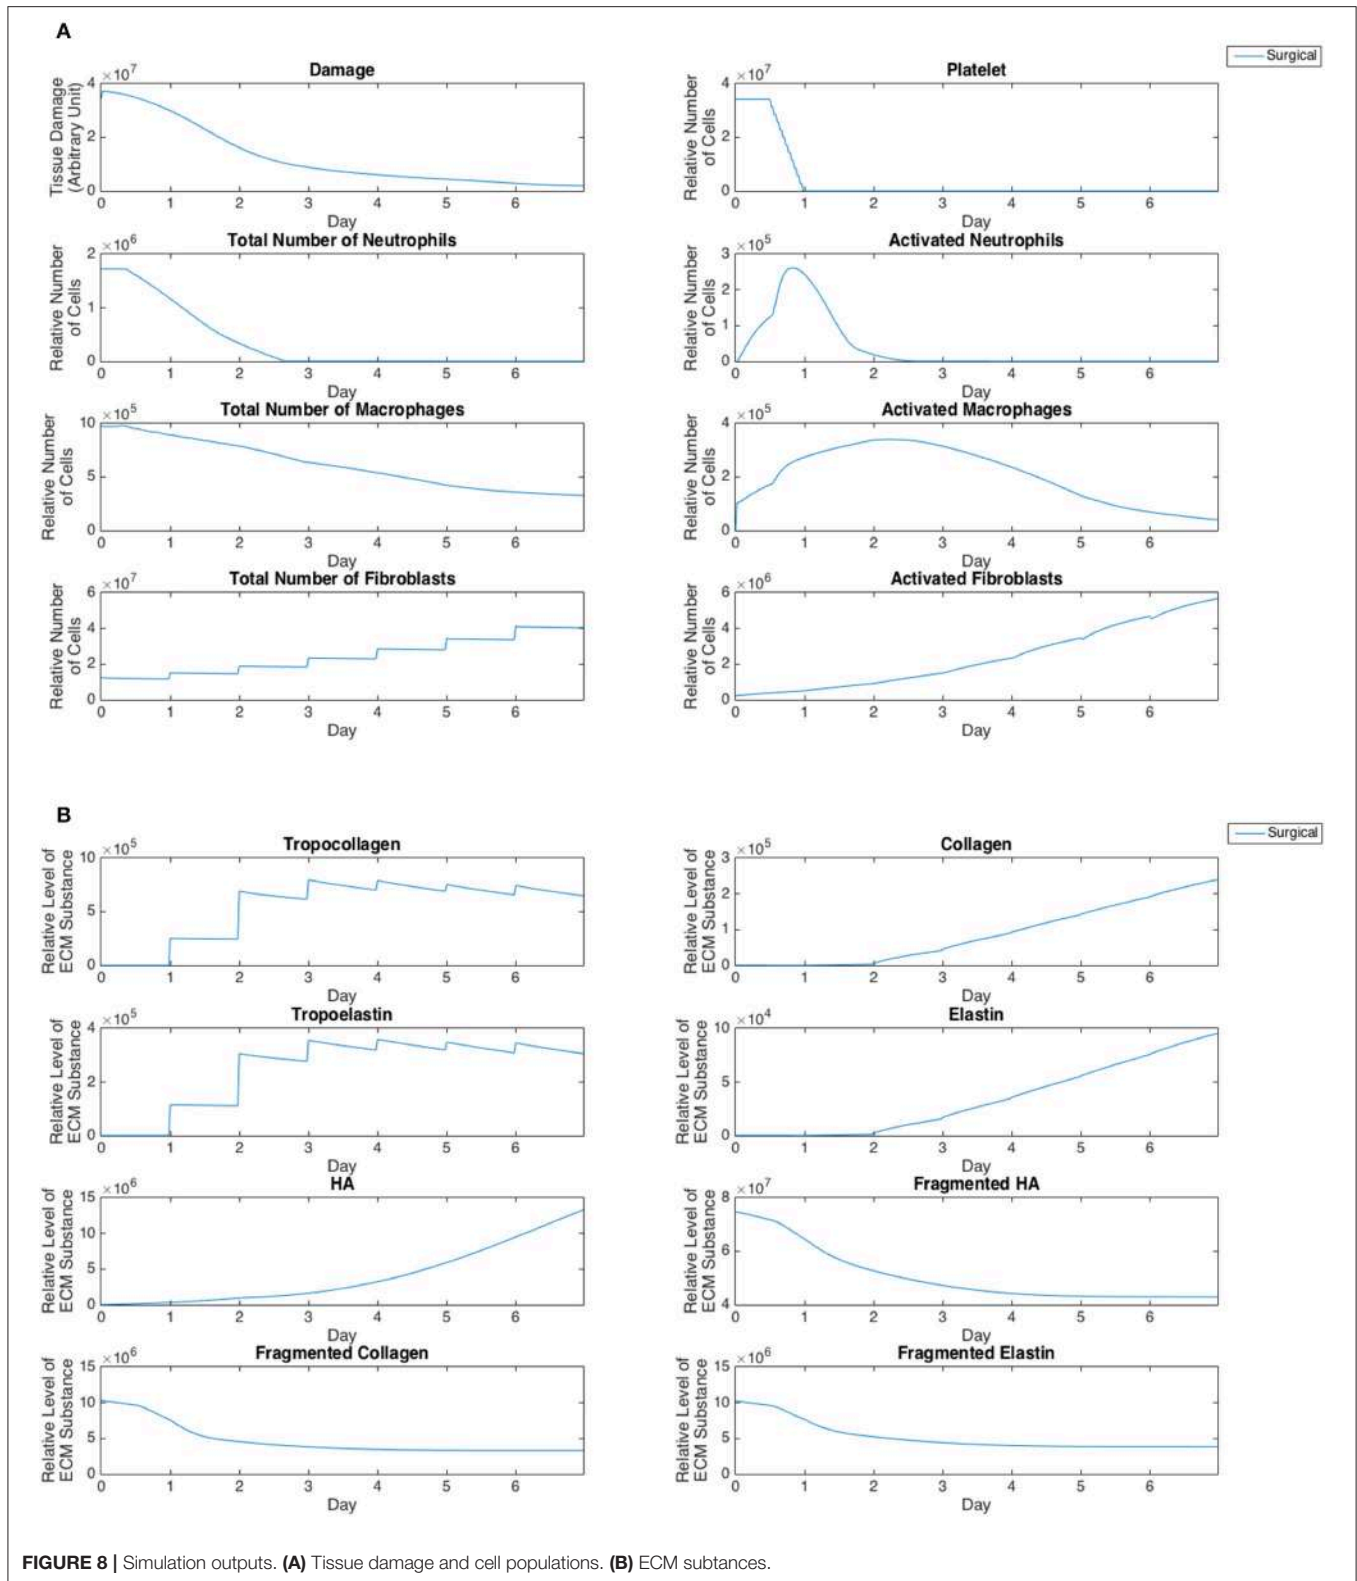 A
Surgical
Damage
×10^7
Tissue Damage
(Arbitrary Unit)
4
2
0
0 1 2 3 4 5 6
Day
Platelet
×10^7
Relative Number
of Cells
4
2
0
0 1 2 3 4 5 6
Day
Total Number of Neutrophils
×10^6
Relative Number
of Cells
2
1
0
0 1 2 3 4 5 6
Day
Activated Neutrophils
×10^5
Relative Number
of Cells
3
2
1
0
0 1 2 3 4 5 6
Day
Total Number of Macrophages
×10^5
Relative Number
of Cells
10
5
0
0 1 2 3 4 5 6
Day
Activated Macrophages
×10^5
Relative Number
of Cells
4
2
0
0 1 2 3 4 5 6
Day
Total Number of Fibroblasts
×10^7
Relative Number
of Cells
6
4
2
0
0 1 2 3 4 5 6
Day
Activated Fibroblasts
×10^6
Relative Number
of Cells
6
4
2
0
0 1 2 3 4 5 6
Day
B
Surgical
Tropocollagen
×10^5
Relative Level of
ECM Substance
10
5
0
0 1 2 3 4 5 6
Day
Collagen
×10^5
Relative Level of
ECM Substance
3
2
1
0
0 1 2 3 4 5 6
Day
Tropoelastin
×10^5
Relative Level of
ECM Substance
4
2
0
0 1 2 3 4 5 6
Day
Elastin
×10^4
Relative Level of
ECM Substance
10
5
0
0 1 2 3 4 5 6
Day
HA
×10^6
Relative Level of
ECM Substance
15
10
5
0
0 1 2 3 4 5 6
Day
Fragmented HA
×10^7
Relative Level of
ECM Substance
8
6
4
0 1 2 3 4 5 6
Day
Fragmented Collagen
×10^6
Relative Level of
ECM Substance
15
10
5
0
0 1 2 3 4 5 6
Day
Fragmented Elastin
×10^6
Relative Level of
ECM Substance
15
10
5
0
0 1 2 3 4 5 6
Day
FIGURE 8 | Simulation outputs. (A) Tissue damage and cell populations. (B) ECM subtances.